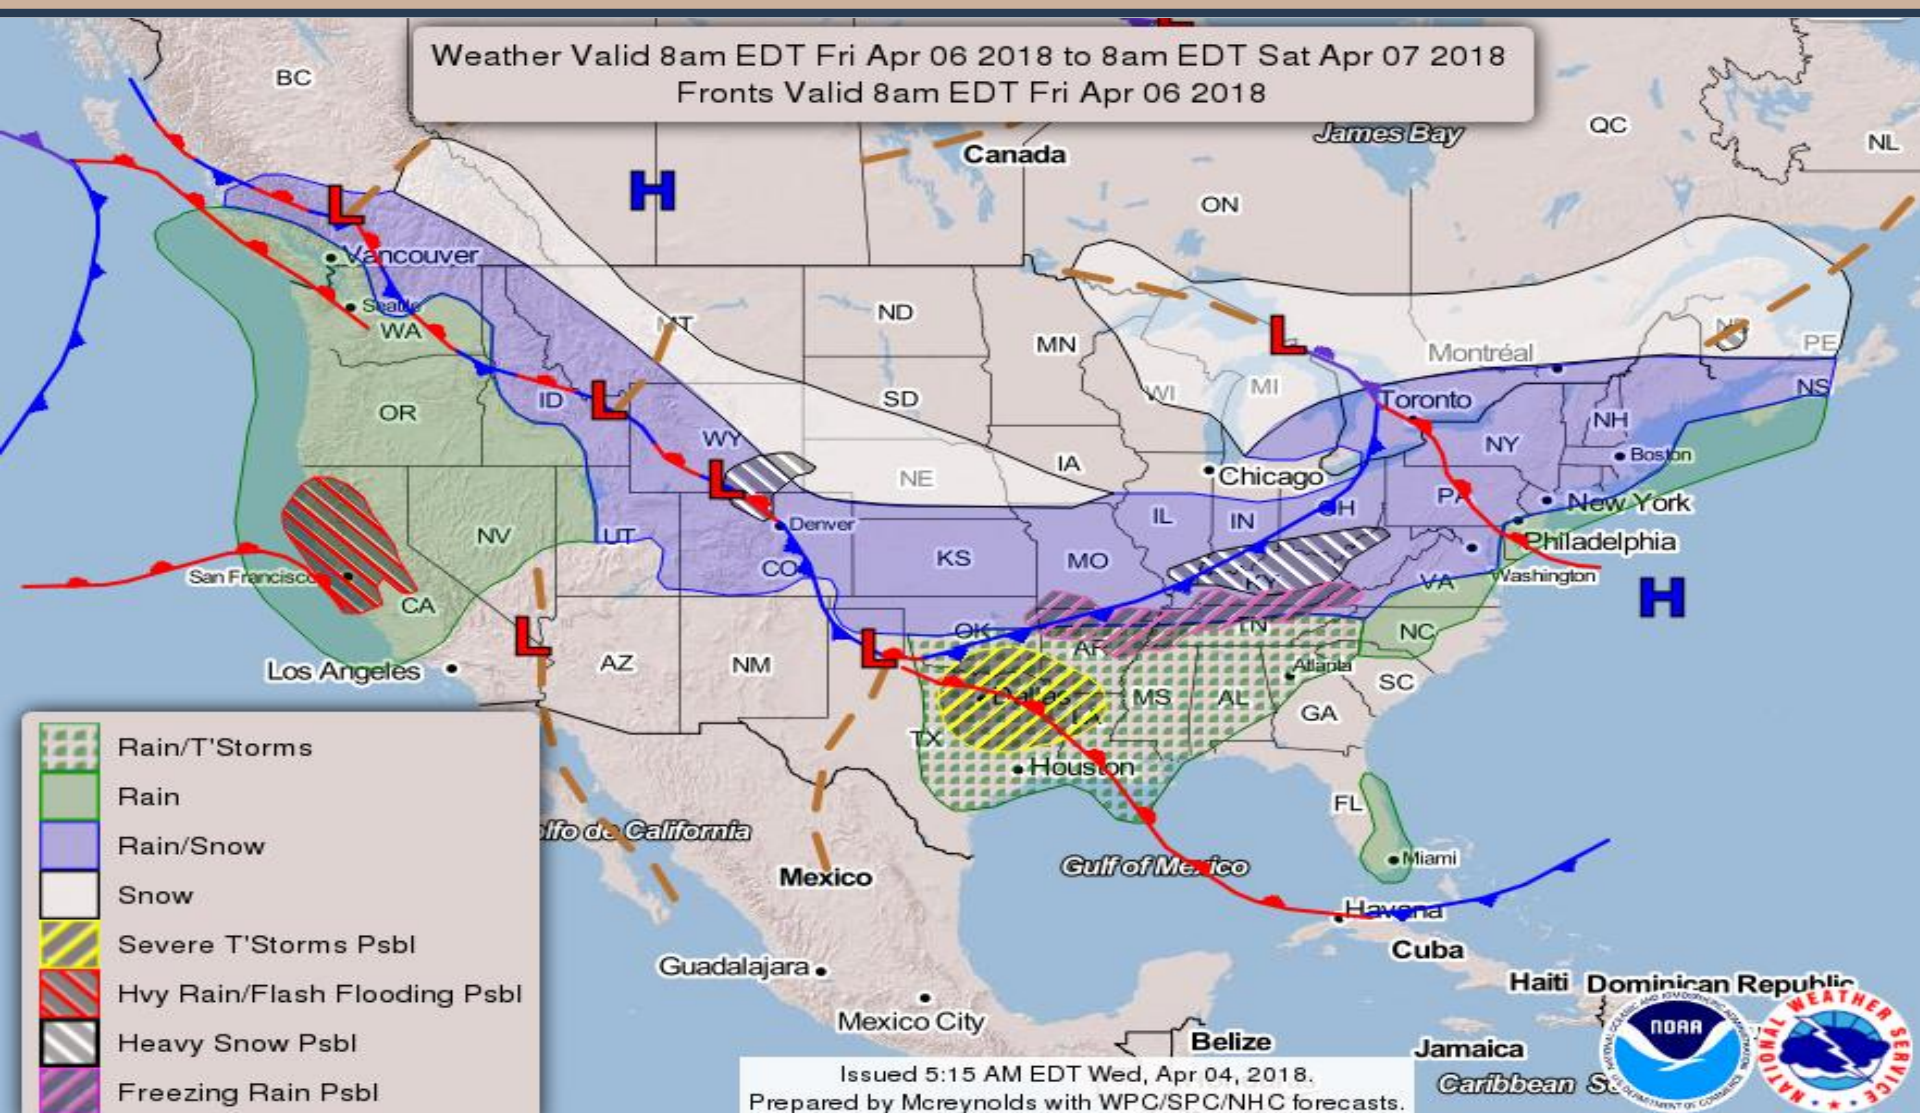 Weather Valid 8am EDT Fri Apr 06 2018 to 8am EDT Sat Apr 07 2018
Fronts Valid 8am EDT Fri Apr 06 2018
L
BC
James Bay
QC
NL
Canada
H
ON
L
Vancouver
Seattle
WA
MT
ND
MN
L
Montréal
PE
OR
ID
L
SD
WI
MI
Toronto
NS
NH
WY
NY
L
NE
IA
Chicago
Boston
PA
New York
NV
UT
Denver
IL
IN
OH
Philadelphia
San Francisco
CA
CO
KS
MO
KY
VA
Washington
H
L
OK
TN
NC
Los Angeles
AZ
NM
L
AR
Atlanta
SC
Dallas
LA
MS
AL
GA
TX
Houston
FL
Miami
Rain/T'Storms
Rain
Rain/Snow
Snow
Severe T'Storms Psbl
Hvy Rain/Flash Flooding Psbl
Heavy Snow Psbl
Freezing Rain Psbl
de California
Mexico
Gulf of Mexico
Havana
Cuba
Guadalajara
Haiti
Dominican Republic
Mexico City
Belize
Jamaica
Caribbean
NOAA
NATIONAL WEATHER SERVICE
Issued 5:15 AM EDT Wed, Apr 04, 2018.
Prepared by Mcreynolds with WPC/SPC/NHC forecasts.